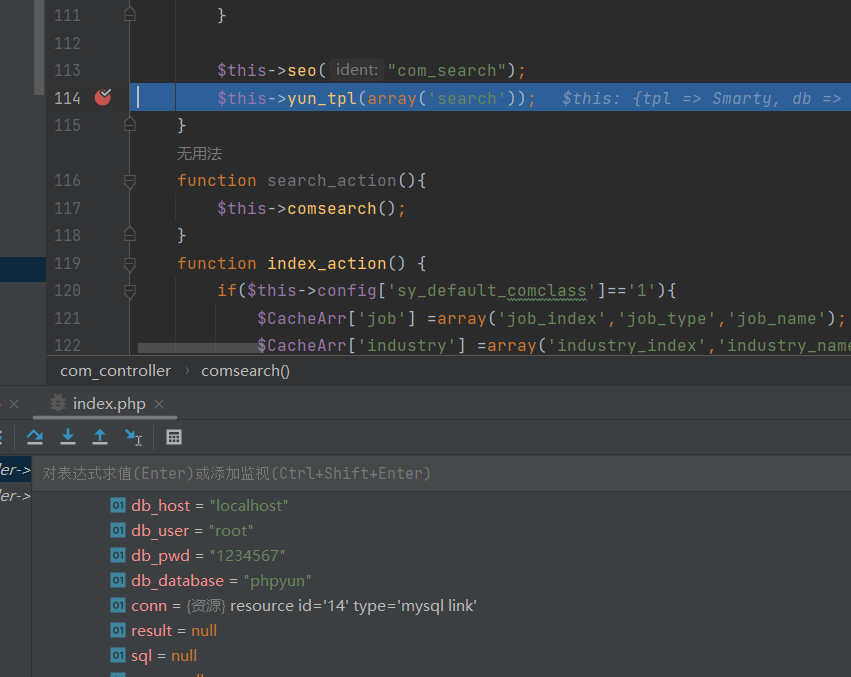 111 }
112
113 $this->seo( ident: "com_search");
114 $this->yun_tpl(array('search')); $this: {tpl => Smarty, db =>
115 }
无用法
116 function search_action(){
117 $this->comsearch();
118 }
119 function index_action() {
120 if($this->config['sy_default_comclass']=='1'){
121 $CacheArr['job'] =array('job_index','job_type','job_name');
122 $CacheArr['industry'] =array('industry_index','industry_name
com_controller › comsearch()
index.php
ler-> 对表达式求值(Enter)或添加监视(Ctrl+Shift+Enter)
ler->
db_host = "localhost"
db_user = "root"
db_pwd = "1234567"
db_database = "phpyun"
conn = {资源} resource id='14' type='mysql link'
result = null
sql = null